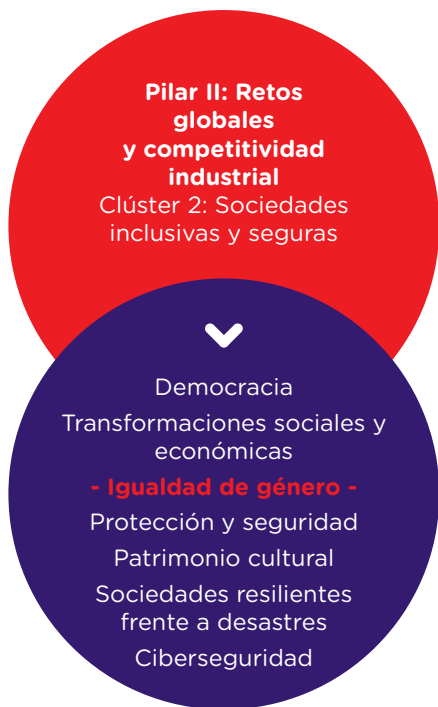 Pilar II: Retos
globales
y competitividad
industrial
Clúster 2: Sociedades
inclusivas y seguras
Democracia
Transformaciones sociales y
económicas
- Igualdad de género -
Protección y seguridad
Patrimonio cultural
Sociedades resilientes
frente a desastres
Ciberseguridad